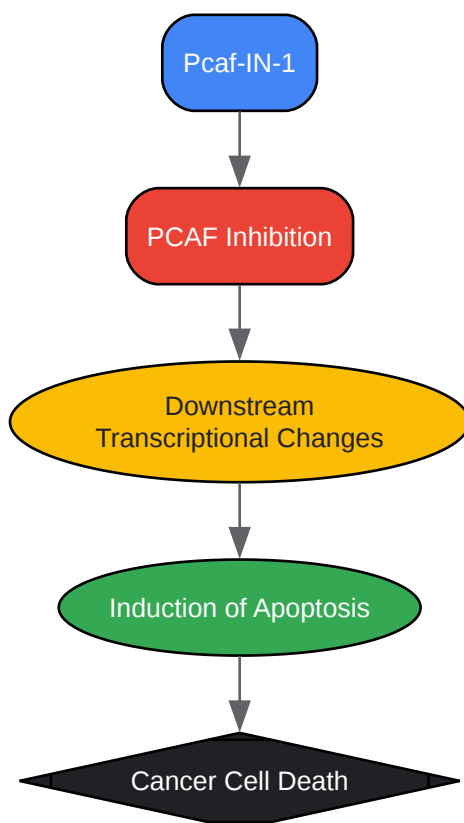 Pcaf-IN-1
PCAF Inhibition
Downstream
Transcriptional Changes
Induction of Apoptosis
Cancer Cell Death